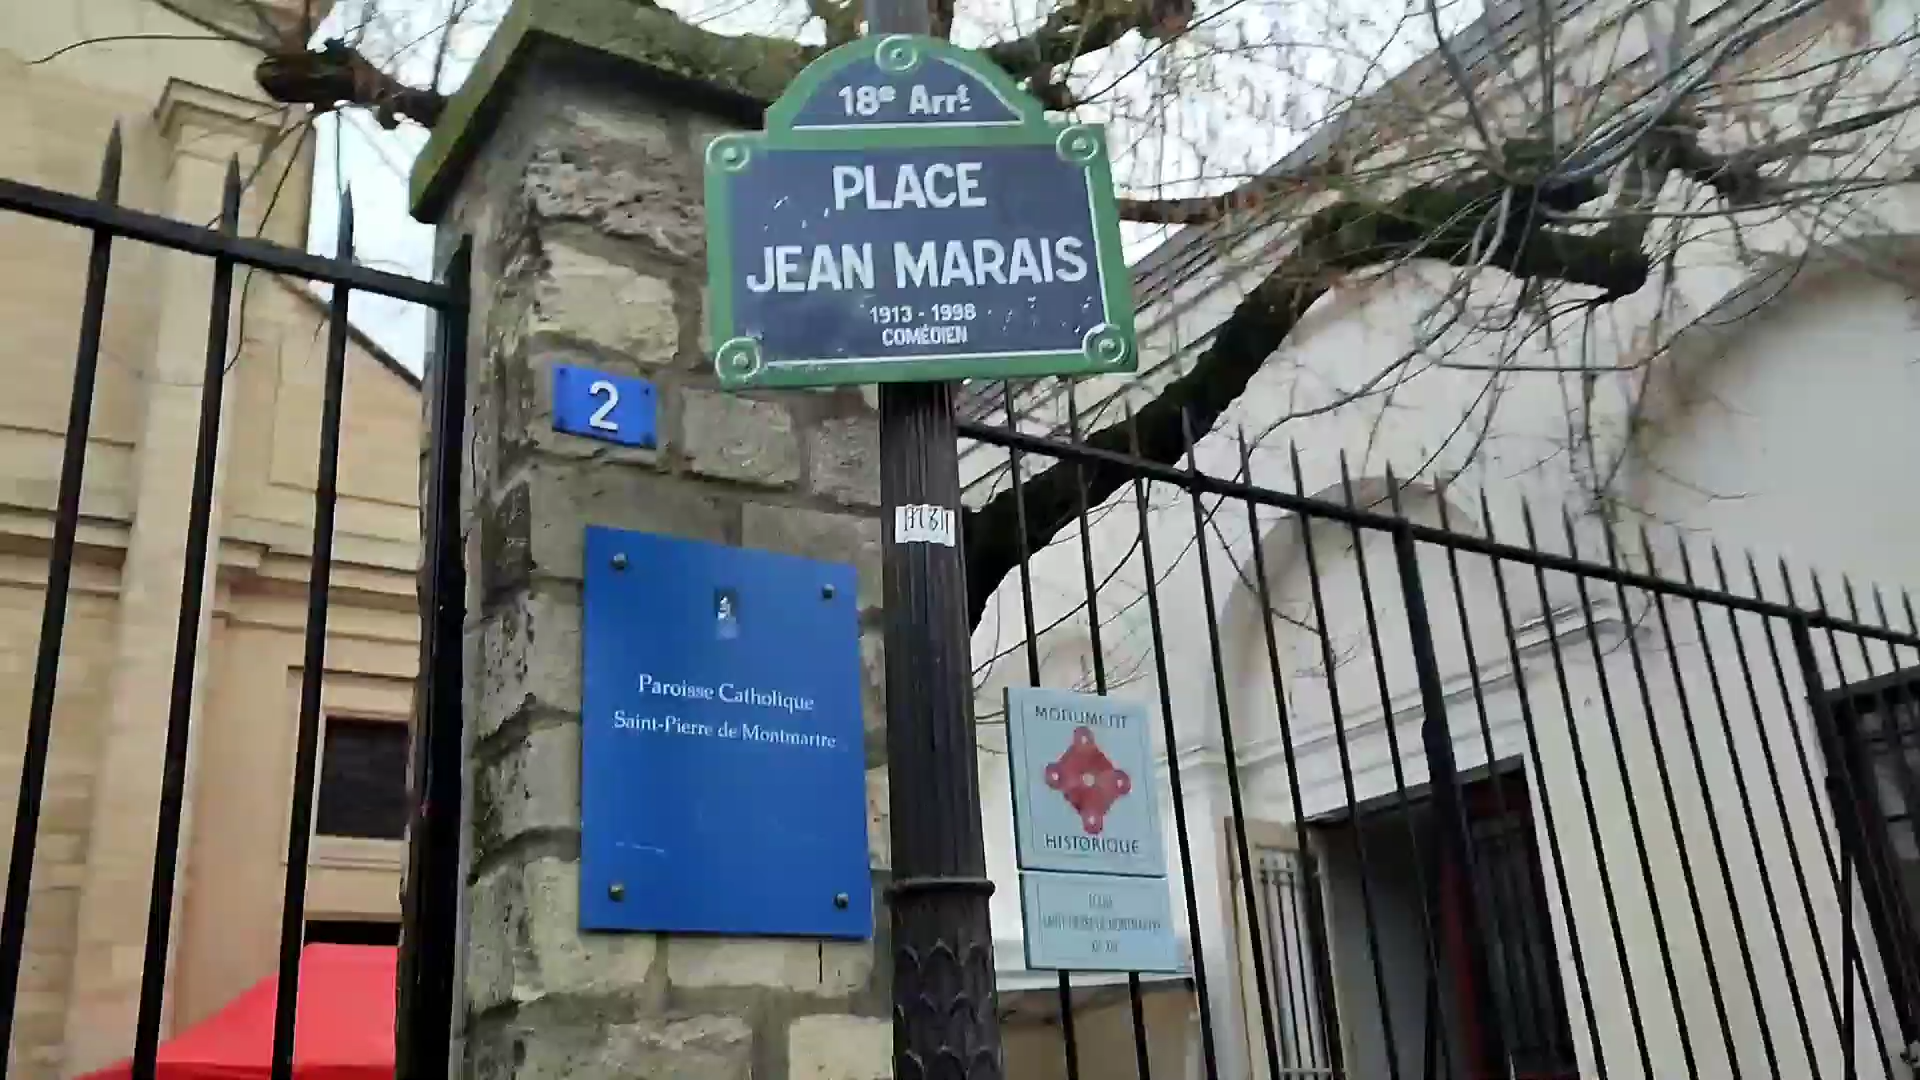 18e Arrt
PLACE
JEAN MARAIS
1913 - 1998
COMÉDIEN
2
Paroisse Catholique
Saint-Pierre de Montmartre
MONUMENT
HISTORIQUE